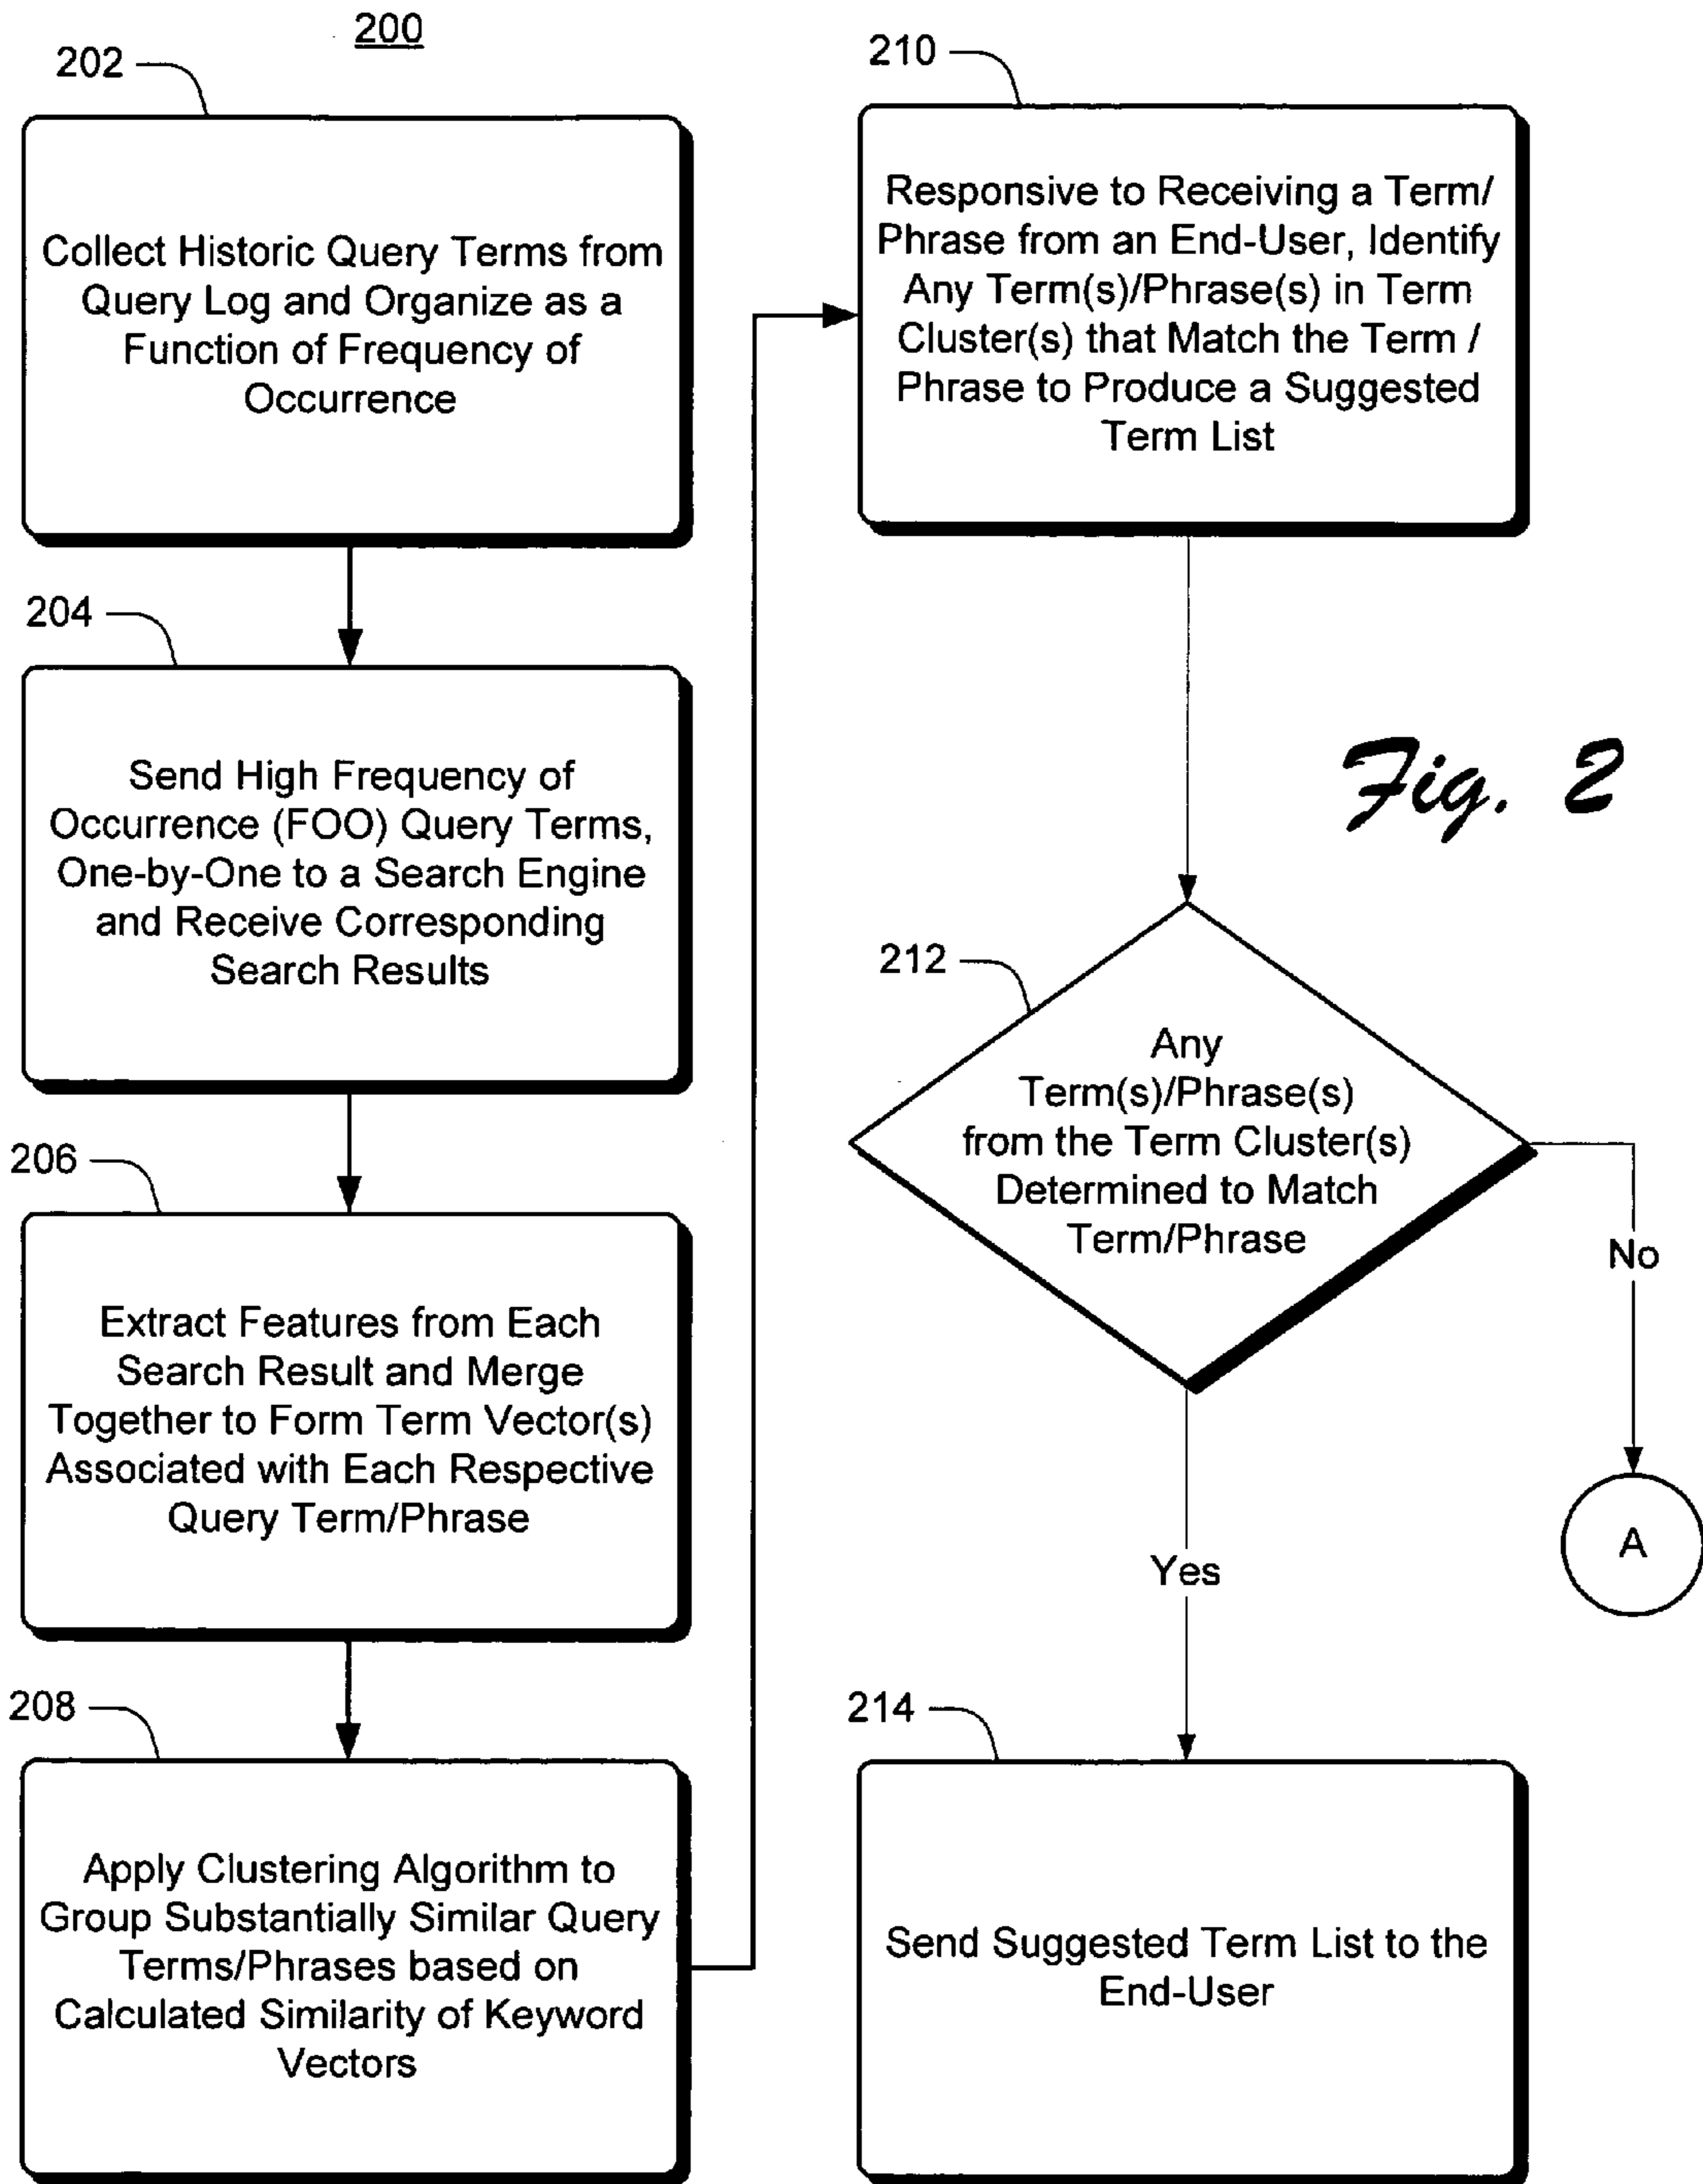 200
202
Collect Historic Query Terms from
Query Log and Organize as a
Function of Frequency of
Occurrence
204
Send High Frequency of
Occurrence (FOO) Query Terms,
One-by-One to a Search Engine
and Receive Corresponding
Search Results
206
Extract Features from Each
Search Result and Merge
Together to Form Term Vector(s)
Associated with Each Respective
Query Term/Phrase
208
Apply Clustering Algorithm to
Group Substantially Similar Query
Terms/Phrases based on
Calculated Similarity of Keyword
Vectors
210
Responsive to Receiving a Term/
Phrase from an End-User, Identify
Any Term(s)/Phrase(s) in Term
Cluster(s) that Match the Term /
Phrase to Produce a Suggested
Term List
Fig. 2
212
Any
Term(s)/Phrase(s)
from the Term Cluster(s)
Determined to Match
Term/Phrase
No
A
Yes
214
Send Suggested Term List to the
End-User